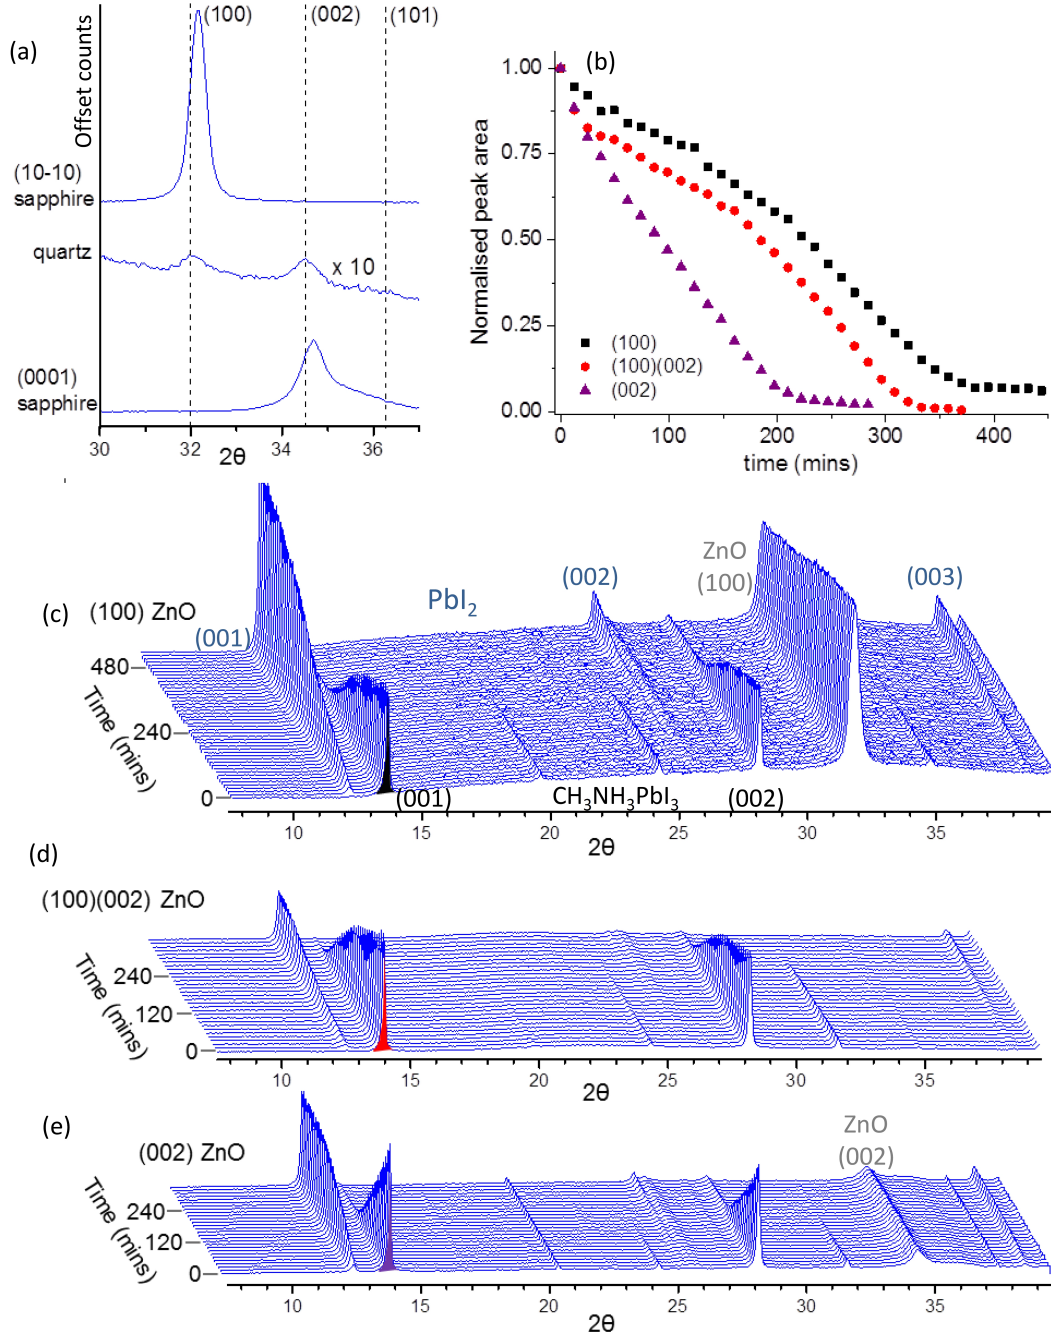 (a)
Offset counts
(100)
(002)
(101)
(10-10)
sapphire
quartz
x 10
(0001)
sapphire
30 32 34 36
2θ
(b)
Normalised peak area
1.00
0.75
0.50
0.25
0.00
(100)
(100)(002)
(002)
0 100 200 300 400
time (mins)
(c)
(100) ZnO
(001)
PbI2
(002)
ZnO
(100)
(003)
480
240
0
Time (mins)
(001)
CH3NH3PbI3
(002)
10 15 20 25 30 35
2θ
(d)
(100)(002) ZnO
240
120
0
Time (mins)
10 15 20 25 30 35
2θ
(e)
(002) ZnO
ZnO
(002)
240
120
0
Time (mins)
10 15 20 25 30 35
2θ